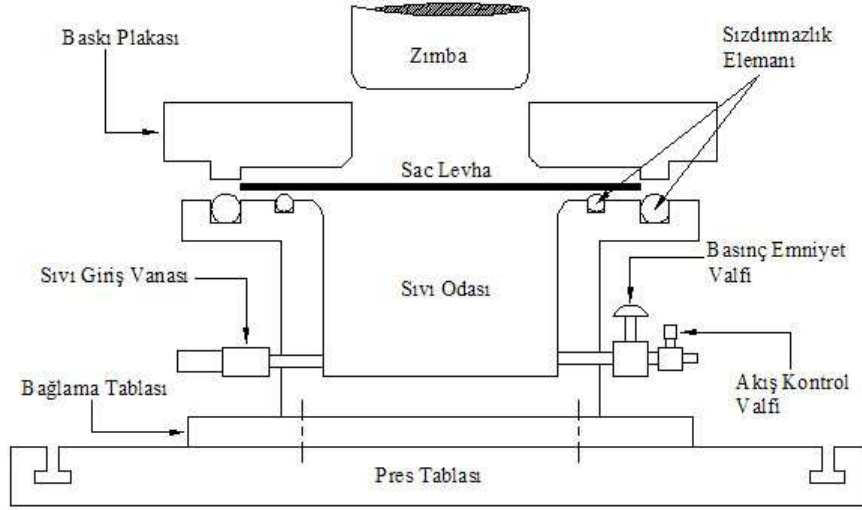 Baskı Plakası
Zımba
Sızdırmazlık
Elemanı
Sac Levha
Sıvı Giriş Vanası
Sıvı Odası
Basınç Emniyet
Valfi
Bağlama Tablası
Akış Kontrol
Valfi
Pres Tablası